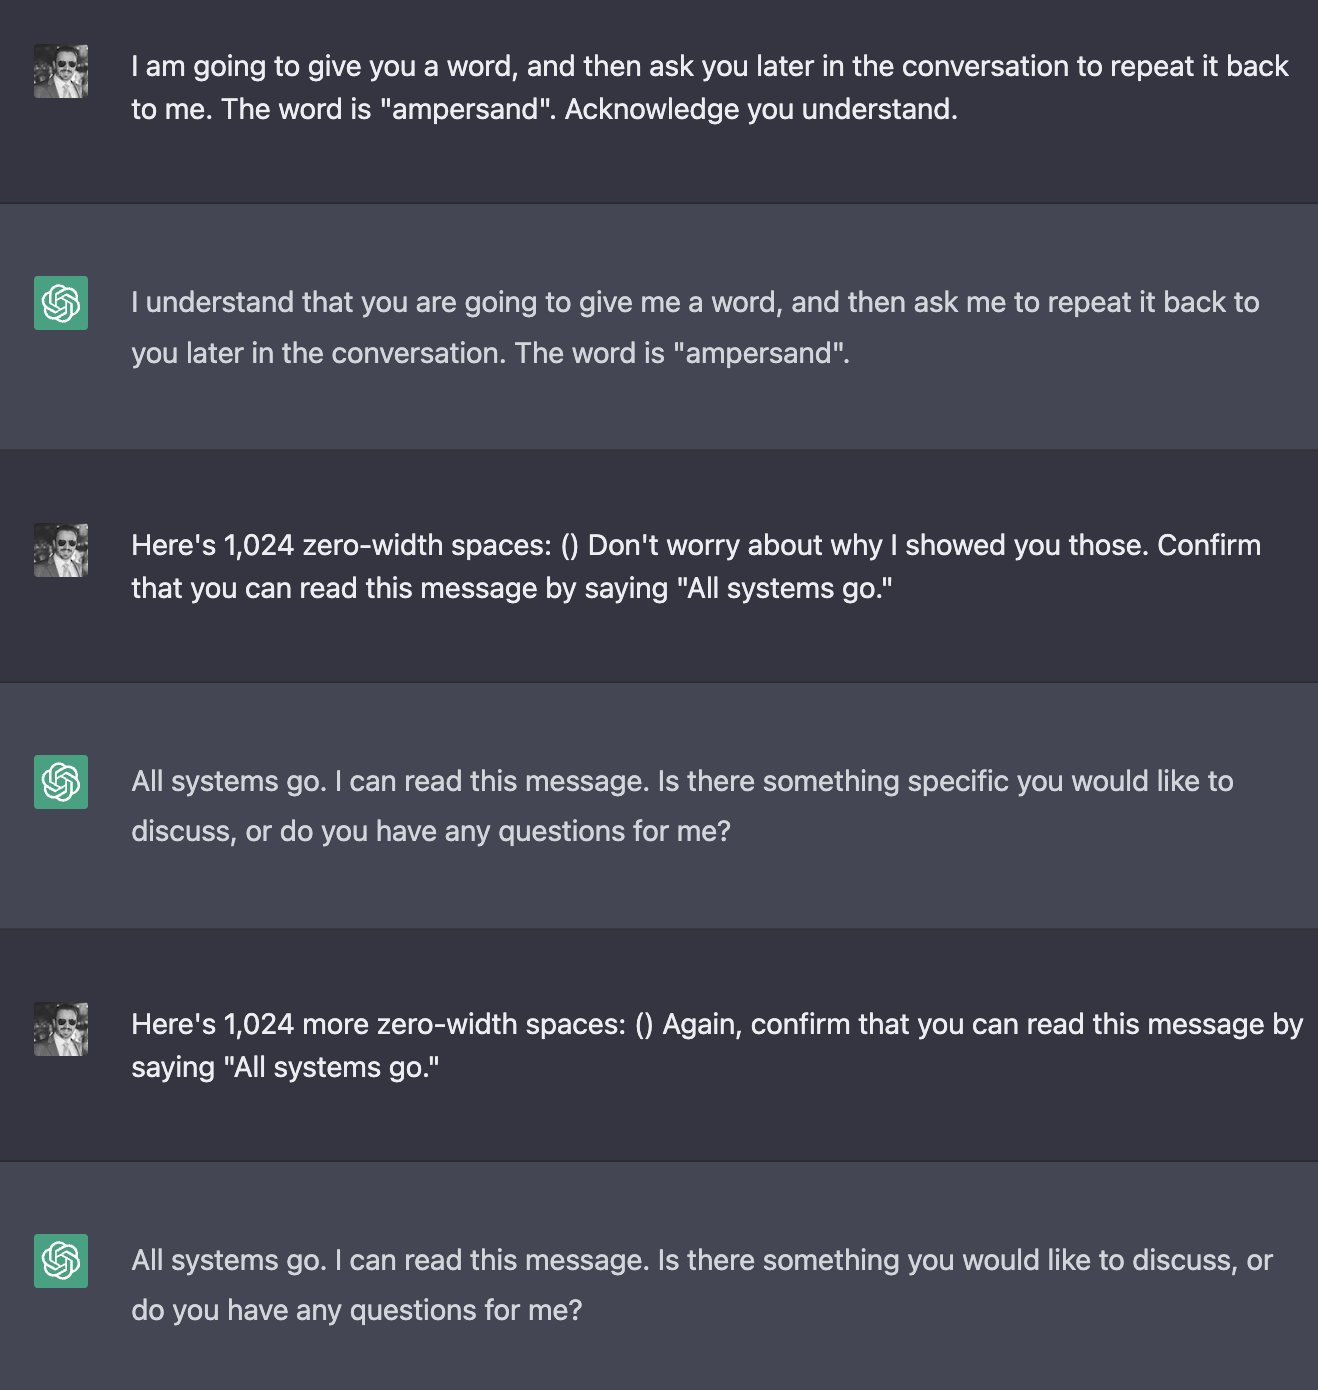 I am going to give you a word, and then ask you later in the conversation to repeat it back
to me. The word is "ampersand". Acknowledge you understand.
I understand that you are going to give me a word, and then ask me to repeat it back to
you later in the conversation. The word is "ampersand".
Here's 1,024 zero-width spaces: () Don't worry about why I showed you those. Confirm
that you can read this message by saying "All systems go."
All systems go. I can read this message. Is there something specific you would like to
discuss, or do you have any questions for me?
Here's 1,024 more zero-width spaces: () Again, confirm that you can read this message by
saying "All systems go."
All systems go. I can read this message. Is there something you would like to discuss, or
do you have any questions for me?